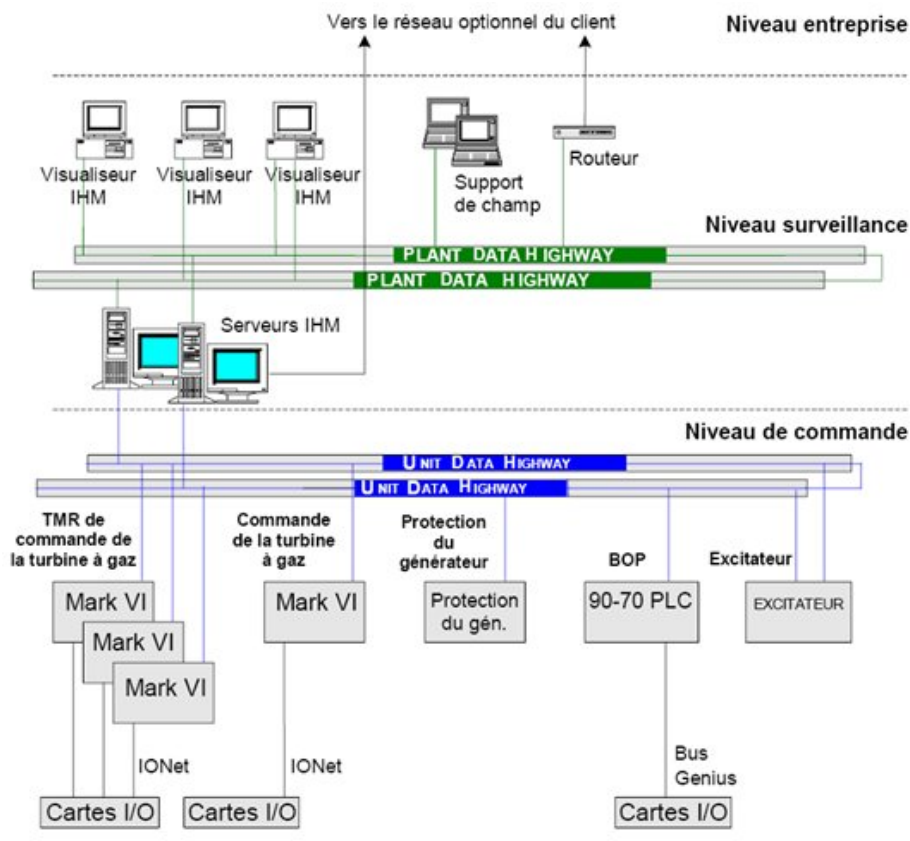 Vers le réseau optionnel du client
Niveau entreprise
Visualiseur
IHM
Visualiseur
IHM
Visualiseur
IHM
Support
de champ
Routeur
Niveau surveillance
PLANT DATA HIGHWAY
PLANT DATA HIGHWAY
Serveurs IHM
Niveau de commande
UNIT DATA HIGHWAY
UNIT DATA HIGHWAY
TMR de
commande de
la turbine à gaz
Commande
de la turbine
à gaz
Protection
du
générateur
BOP
Excitateur
Mark VI
Mark VI
Mark VI
Mark VI
Protection
du gén.
90-70 PLC
EXCITATEUR
IONet
IONet
Bus
Genius
Cartes I/O
Cartes I/O
Cartes I/O